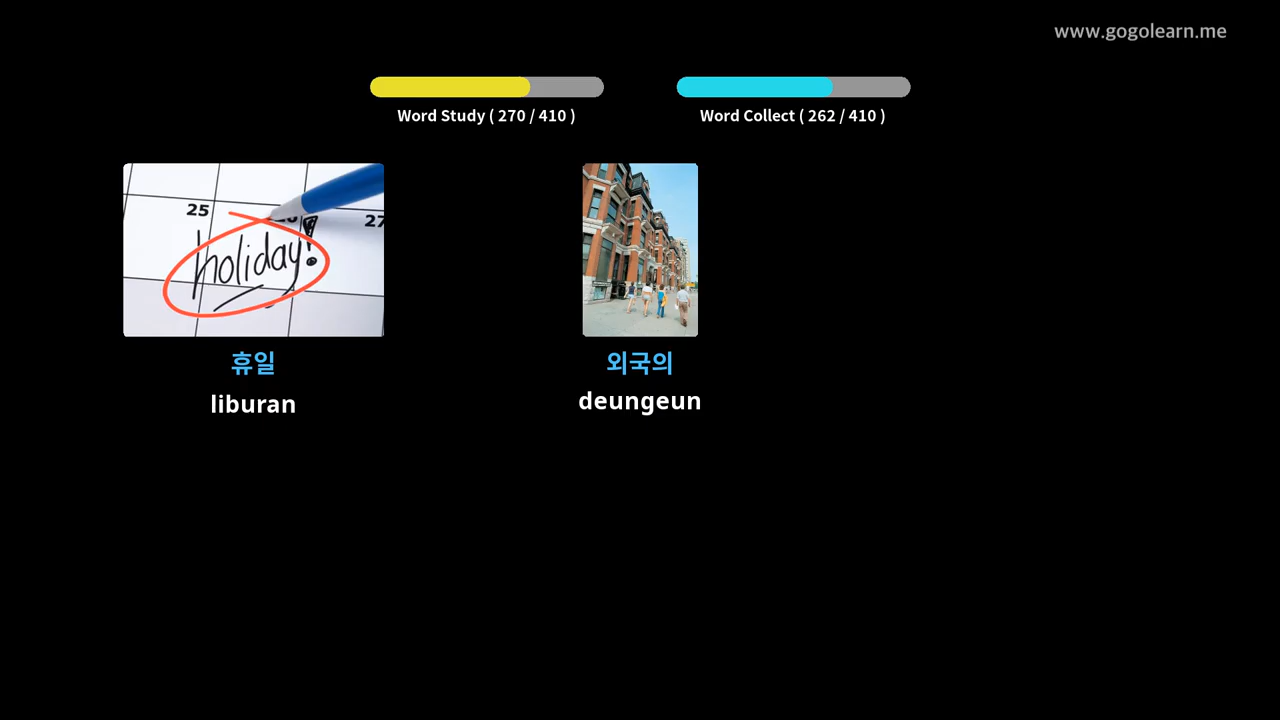 www.gogolearn.me
Word Study ( 270 / 410 )
Word Collect ( 262 / 410 )
25
27
holiday!
휴일
liburan
외국의
deungeun